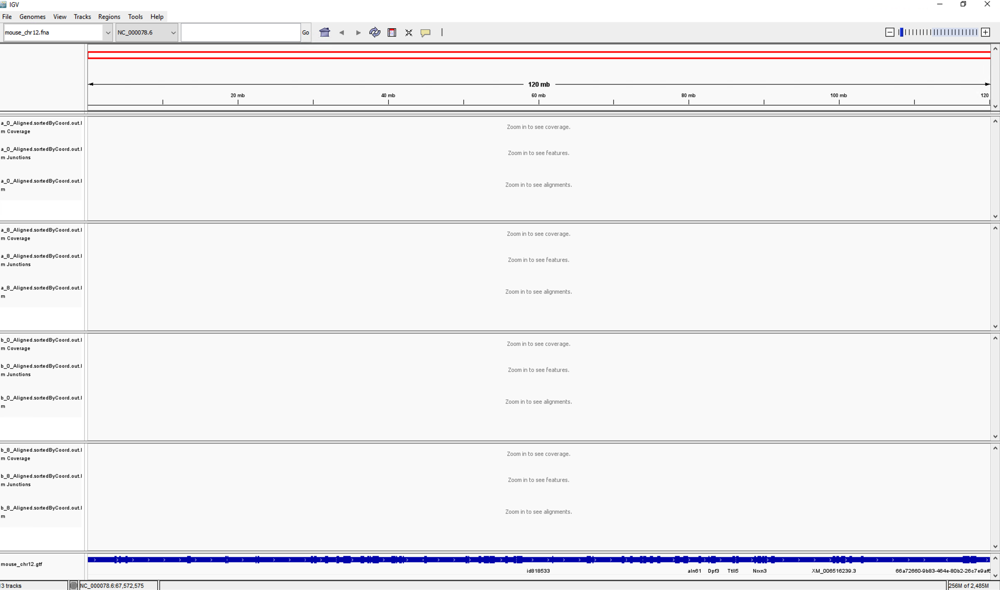 IGV
File Genomes View Tracks Regions Tools Help
mouse_chr12.fna NC_000078.6 Go
120 mb
20 mb 40 mb 60 mb 80 mb 100 mb 120
a_0_Aligned.sortedByCoord.out.
m Coverage
Zoom in to see coverage.
a_0_Aligned.sortedByCoord.out.
m Junctions
Zoom in to see features.
a_0_Aligned.sortedByCoord.out.
m
Zoom in to see alignments.
a_8_Aligned.sortedByCoord.out.
m Coverage
Zoom in to see coverage.
a_8_Aligned.sortedByCoord.out.
m Junctions
Zoom in to see features.
a_8_Aligned.sortedByCoord.out.
m
Zoom in to see alignments.
b_0_Aligned.sortedByCoord.out.
m Coverage
Zoom in to see coverage.
b_0_Aligned.sortedByCoord.out.
m Junctions
Zoom in to see features.
b_0_Aligned.sortedByCoord.out.
m
Zoom in to see alignments.
b_8_Aligned.sortedByCoord.out.
m Coverage
Zoom in to see coverage.
b_8_Aligned.sortedByCoord.out.
m Junctions
Zoom in to see features.
b_8_Aligned.sortedByCoord.out.
m
Zoom in to see alignments.
mouse_chr12.gtf
id818533 aln61 Dpf3 Ttll5 Nrxn3 XM_006516239.3 66a72660-9b83-464e-80b2-26c7e9af6
3 tracks NC_000078.6:67,572,575 256M of 2,485M